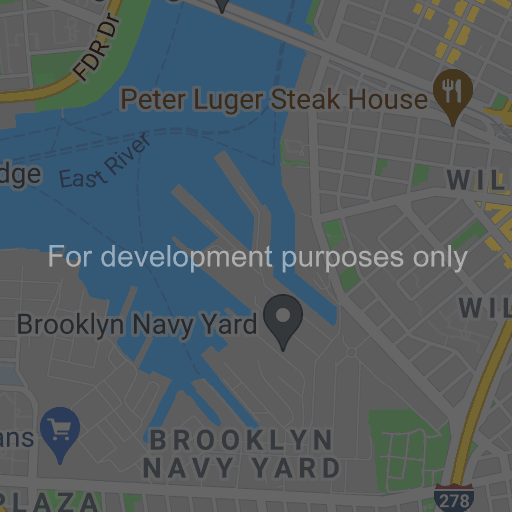 FDR Dr
Peter Luger Steak House
East River
dge
WIL
For development purposes only
WIL
Brooklyn Navy Yard
ans
BROOKLYN
NAVY YARD
PLAZA
278